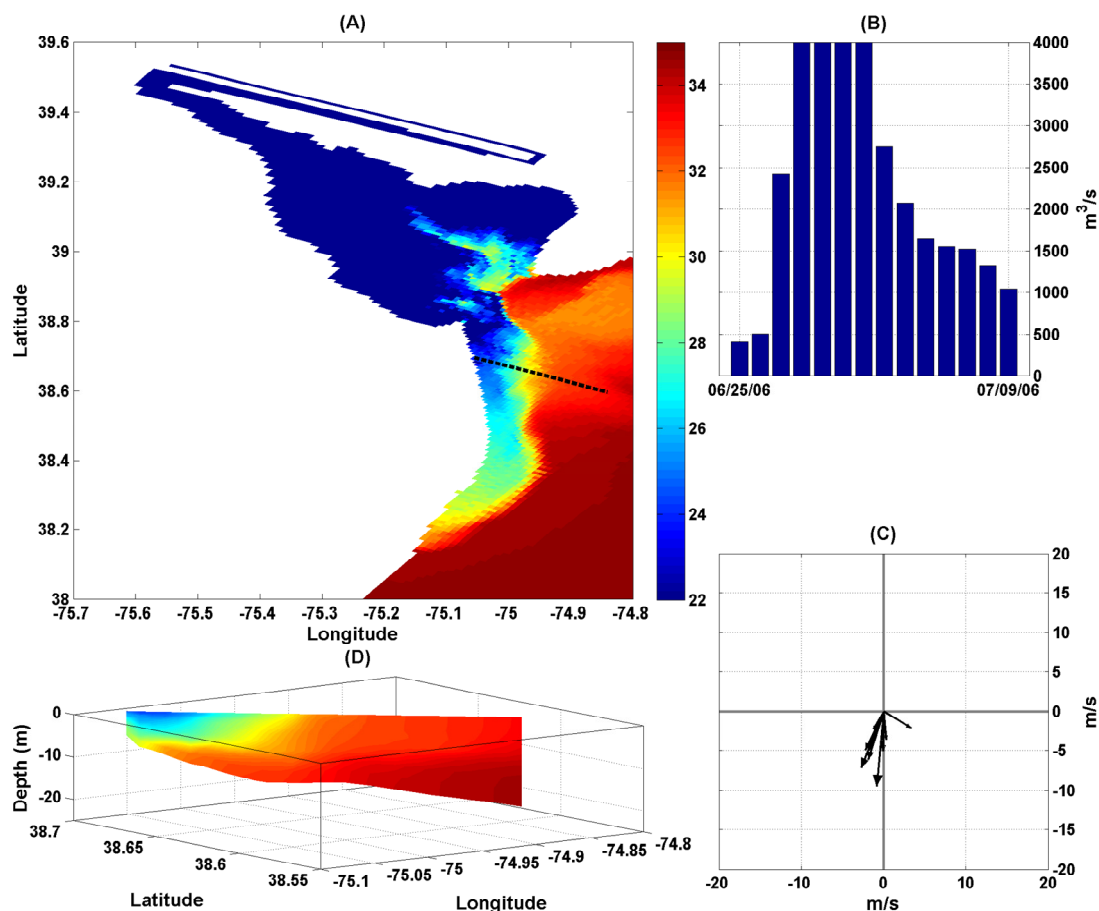 (A)
39.6
39.4
39.2
39
38.8
38.6
38.4
38.2
38
Latitude
-75.7 -75.6 -75.5 -75.4 -75.3 -75.2 -75.1 -75 -74.9 -74.8
Longitude
34
32
30
28
26
24
22
(B)
4000
3500
3000
2500
2000
1500
1000
500
0
m³/s
06/25/06 07/09/06
(C)
20
15
10
5
0
-5
-10
-15
-20
m/s
-20 -10 0 10 20
m/s
(D)
0
-10
-20
Depth (m)
38.7
38.65
38.6
38.55
Latitude
-75.1 -75.05 -75 -74.95 -74.9 -74.85 -74.8
Longitude